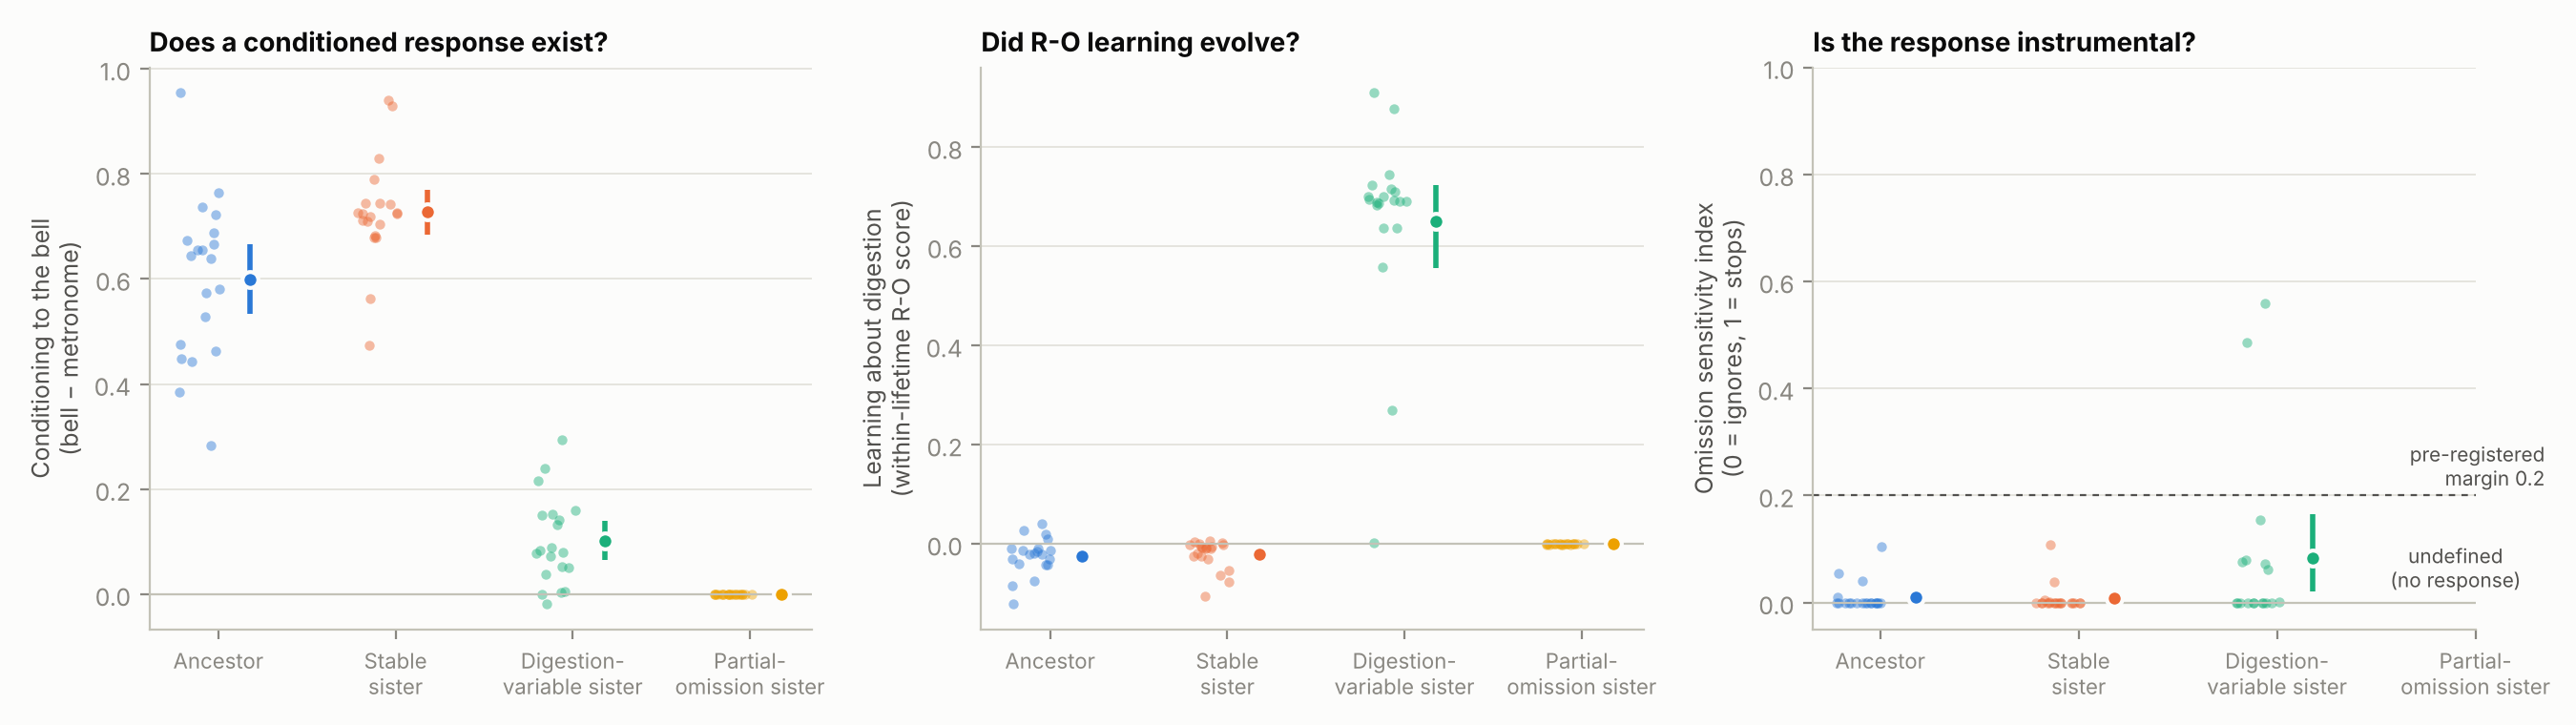 Does a conditioned response exist?
Conditioning to the bell
(bell – metronome)
1.0
0.8
0.6
0.4
0.2
0.0
Ancestor
Stable
sister
Digestion-
variable sister
Partial-
omission sister
Did R-O learning evolve?
Learning about digestion
(within-lifetime R-O score)
0.8
0.6
0.4
0.2
0.0
Ancestor
Stable
sister
Digestion-
variable sister
Partial-
omission sister
Is the response instrumental?
Omission sensitivity index
(0 = ignores, 1 = stops)
1.0
0.8
0.6
0.4
0.2
0.0
pre-registered
margin 0.2
undefined
(no response)
Ancestor
Stable
sister
Digestion-
variable sister
Partial-
omission sister